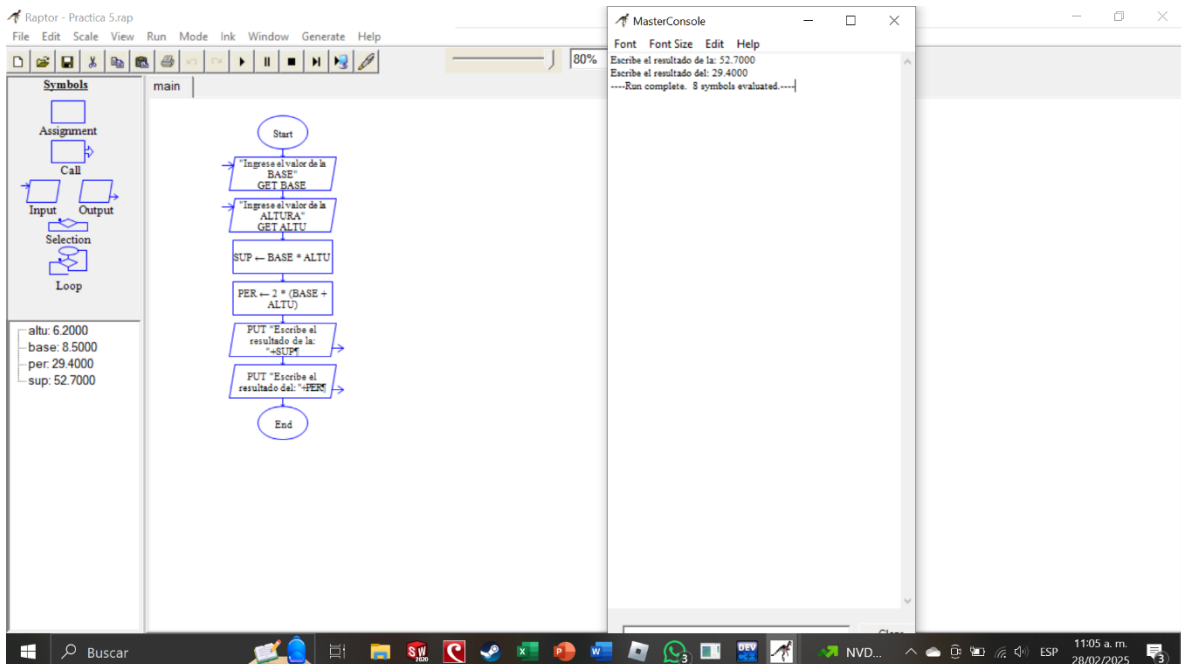 Raptor - Practica 5.rap
File Edit Scale View Run Mode Ink Window Generate Help
80%
Symbols
Assignment
Call
Input Output
Selection
Loop
altu: 6.2000
base: 8.5000
per: 29.4000
sup: 52.7000
main
Start
"Ingrese el valor de la
BASE"
GET BASE
"Ingrese el valor de la
ALTURA"
GET ALTU
SUP ← BASE * ALTU
PER ← 2 * (BASE +
ALTU)
PUT "Escribe el
resultado de la:
"+SUP¶
PUT "Escribe el
resultado del: "+PER¶
End
MasterConsole
Font Font Size Edit Help
Escribe el resultado de la: 52.7000
Escribe el resultado del: 29.4000
----Run complete. 8 symbols evaluated.----
Buscar
SW
2020
DEV
3
NVD...
ESP
11:05 a. m.
28/02/2025
3